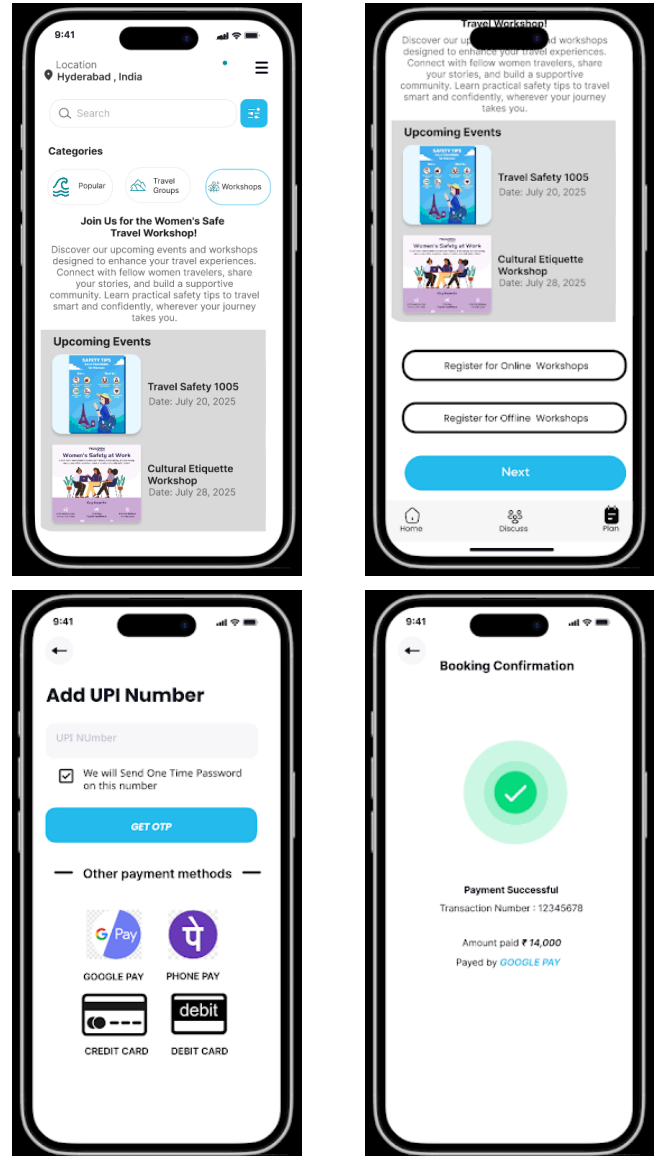 9:41
Location
Hyderabad , India
Search
Categories
Popular
Travel
Groups
Workshops
Join Us for the Women's Safe
Travel Workshop!
Discover our upcoming events and workshops
designed to enhance your travel experiences.
Connect with fellow women travelers, share
your stories, and build a supportive
community. Learn practical safety tips to travel
smart and confidently, wherever your journey
takes you.
Upcoming Events
SAFETY TIPS
Travel Safety 1005
Date: July 20, 2025
Women's Safety at Work
Cultural Etiquette
Workshop
Date: July 28, 2025
Travel Workshop!
Discover our up and workshops
designed to enhance your travel experiences.
Connect with fellow women travelers, share
your stories, and build a supportive
community. Learn practical safety tips to travel
smart and confidently, wherever your journey
takes you.
Upcoming Events
SAFETY TIPS
Travel Safety 1005
Date: July 20, 2025
Women's Safety at Work
Cultural Etiquette
Workshop
Date: July 28, 2025
Register for Online Workshops
Register for Offline Workshops
Next
Home
Discuss
Plan
9:41
Add UPI Number
UPI NUmber
We will Send One Time Password
on this number
GET OTP
Other payment methods
G Pay
पे
GOOGLE PAY
PHONE PAY
debit
CREDIT CARD
DEBIT CARD
9:41
Booking Confirmation
Payment Successful
Transaction Number : 12345678
Amount paid ₹ 14,000
Payed by GOOGLE PAY